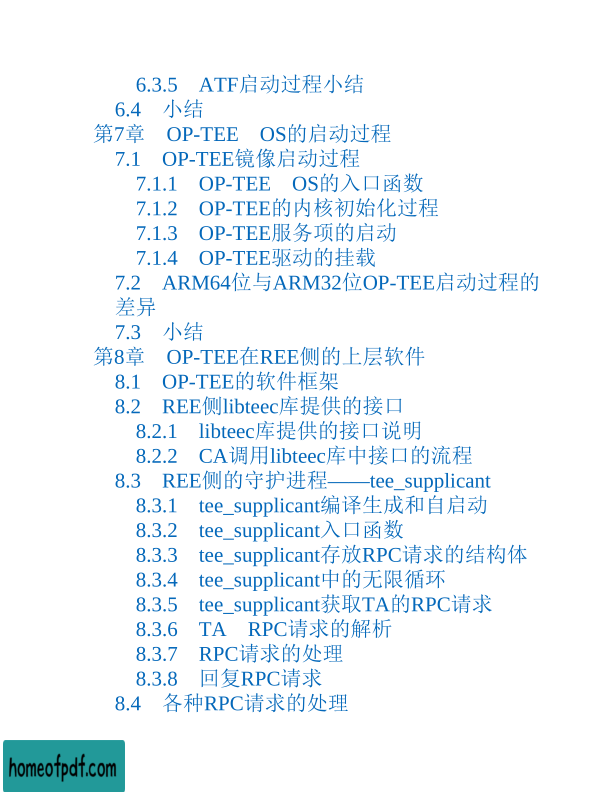 6.3.5 ATF启动过程小结
6.4 小结
第7章 OP-TEE OS的启动过程
7.1 OP-TEE镜像启动过程
7.1.1 OP-TEE OS的入口函数
7.1.2 OP-TEE的内核初始化过程
7.1.3 OP-TEE服务项的启动
7.1.4 OP-TEE驱动的挂载
7.2 ARM64位与ARM32位OP-TEE启动过程的
差异
7.3 小结
第8章 OP-TEE在REE侧的上层软件
8.1 OP-TEE的软件框架
8.2 REE侧libteec库提供的接口
8.2.1 libteec库提供的接口说明
8.2.2 CA调用libteec库中接口的流程
8.3 REE侧的守护进程——tee_supplicant
8.3.1 tee_supplicant编译生成和自启动
8.3.2 tee_supplicant入口函数
8.3.3 tee_supplicant存放RPC请求的结构体
8.3.4 tee_supplicant中的无限循环
8.3.5 tee_supplicant获取TA的RPC请求
8.3.6 TA RPC请求的解析
8.3.7 RPC请求的处理
8.3.8 回复RPC请求
8.4 各种RPC请求的处理
homeofpdf.com